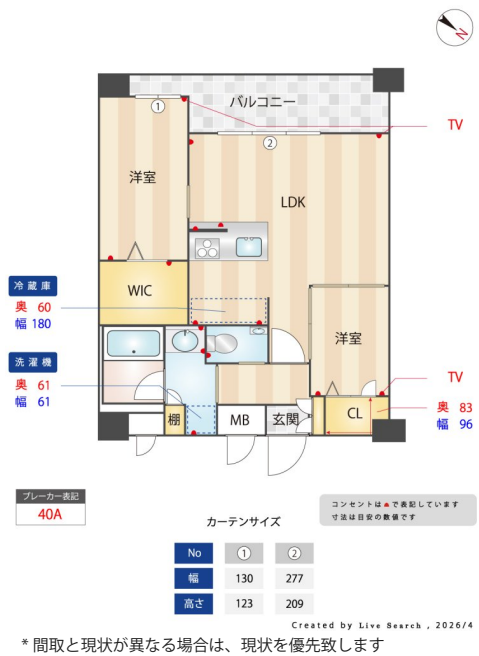 N
バルコニー
①
TV
②
洋室
LDK
冷蔵庫
奥 60
幅 180
WIC
洋室
洗濯機
奥 61
幅 61
TV
棚
MB
玄関
CL
奥 83
幅 96
ブレーカー表記
40A
コンセントは●で表記しています
寸法は目安の数値です
カーテンサイズ
No ① ②
幅 130 277
高さ 123 209
Created by Live Search , 2026/4
* 間取と現状が異なる場合は、現状を優先致します